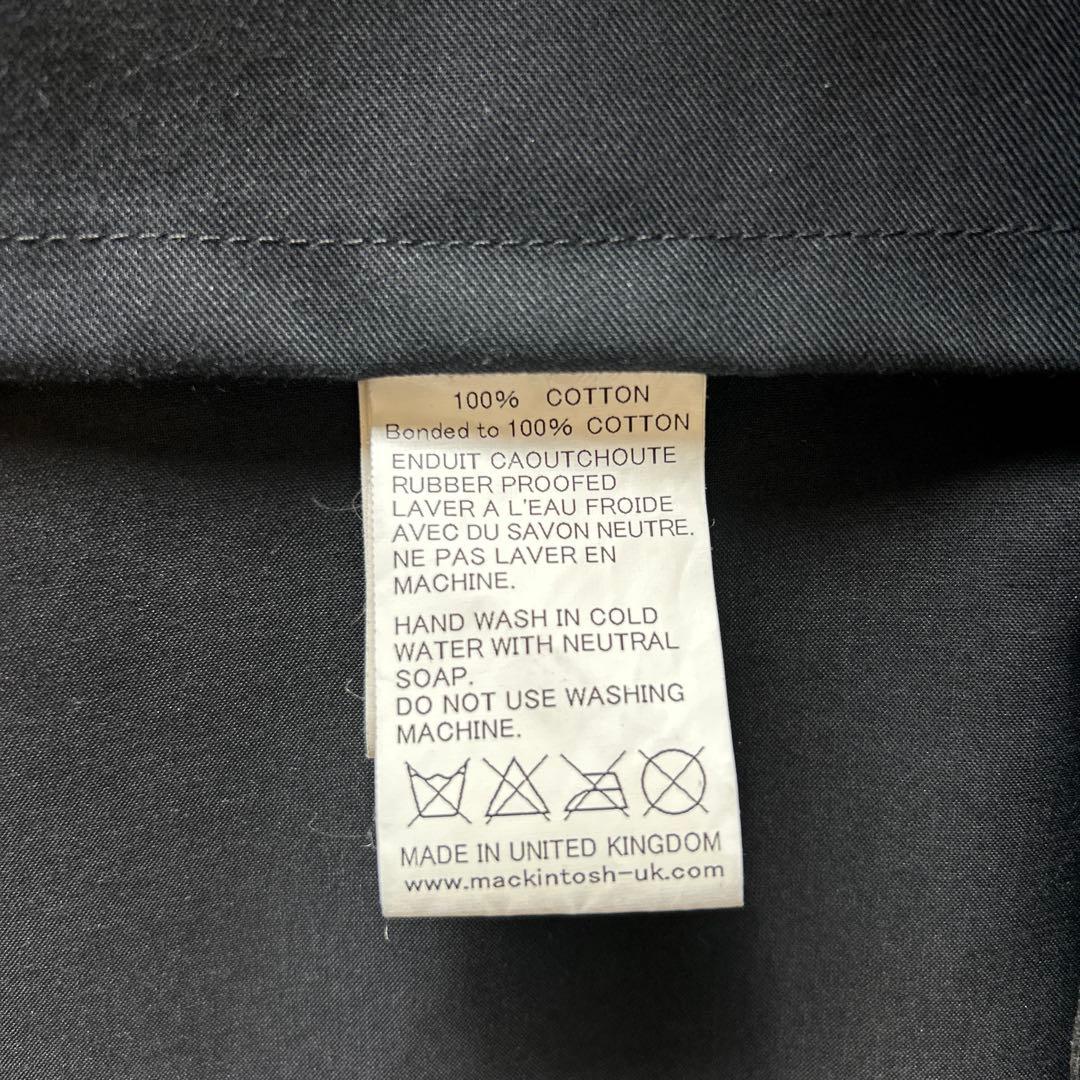 100% COTTON
Bonded to 100% COTTON
ENDUIT CAOUTCHOUTE
RUBBER PROOFED
LAVER A L'EAU FROIDE
AVEC DU SAVON NEUTRE.
NE PAS LAVER EN
MACHINE.
HAND WASH IN COLD
WATER WITH NEUTRAL
SOAP.
DO NOT USE WASHING
MACHINE.
MADE IN UNITED KINGDOM
www.mackintosh-uk.com